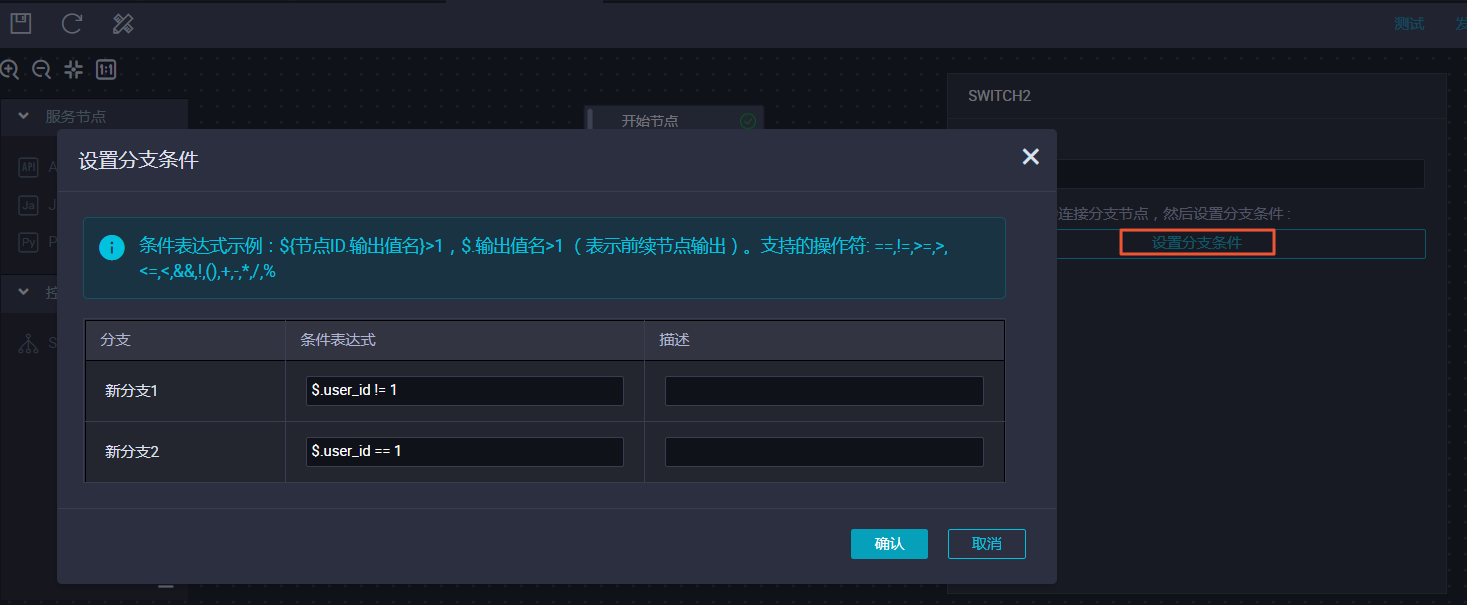 测试
1:1
SWITCH2
服务节点
开始节点
API
Ja
Py
连接分支节点，然后设置分支条件：
设置分支条件
设置分支条件
条件表达式示例：${节点ID.输出值名}>1，$.输出值名>1 （表示前续节点输出）。支持的操作符: ==,!=,>=,>,
<=,<,&&,!,(),+,-,*,/,%
分支 条件表达式 描述
新分支1 $.user_id != 1
新分支2 $.user_id == 1
确认 取消